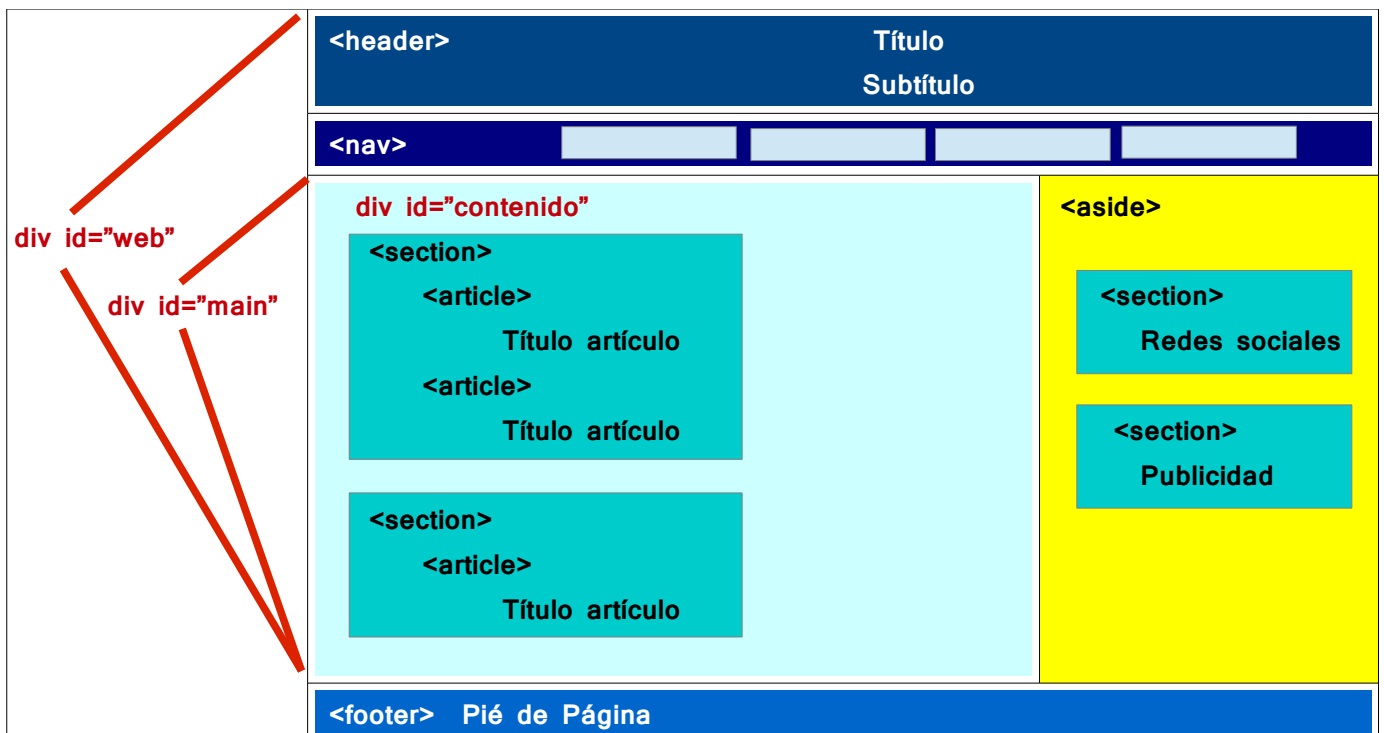 <header> Título
Subtítulo
<nav>
div id=”web”
div id=”main”
div id=”contenido”
<section>
<article>
Título artículo
<article>
Título artículo
<section>
<article>
Título artículo
<aside>
<section>
Redes sociales
<section>
Publicidad
<footer> Pié de Página